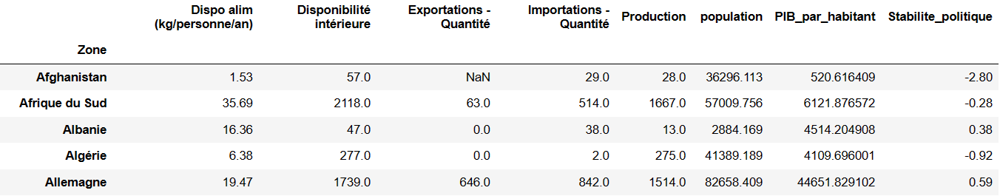 Dispo alim (kg/personne/an) Disponibilité intérieure Exportations - Quantité Importations - Quantité Production population PIB_par_habitant Stabilite_politique
Zone
Afghanistan 1.53 57.0 NaN 29.0 28.0 36296.113 520.616409 -2.80
Afrique du Sud 35.69 2118.0 63.0 514.0 1667.0 57009.756 6121.876572 -0.28
Albanie 16.36 47.0 0.0 38.0 13.0 2884.169 4514.204908 0.38
Algérie 6.38 277.0 0.0 2.0 275.0 41389.189 4109.696001 -0.92
Allemagne 19.47 1739.0 646.0 842.0 1514.0 82658.409 44651.829102 0.59